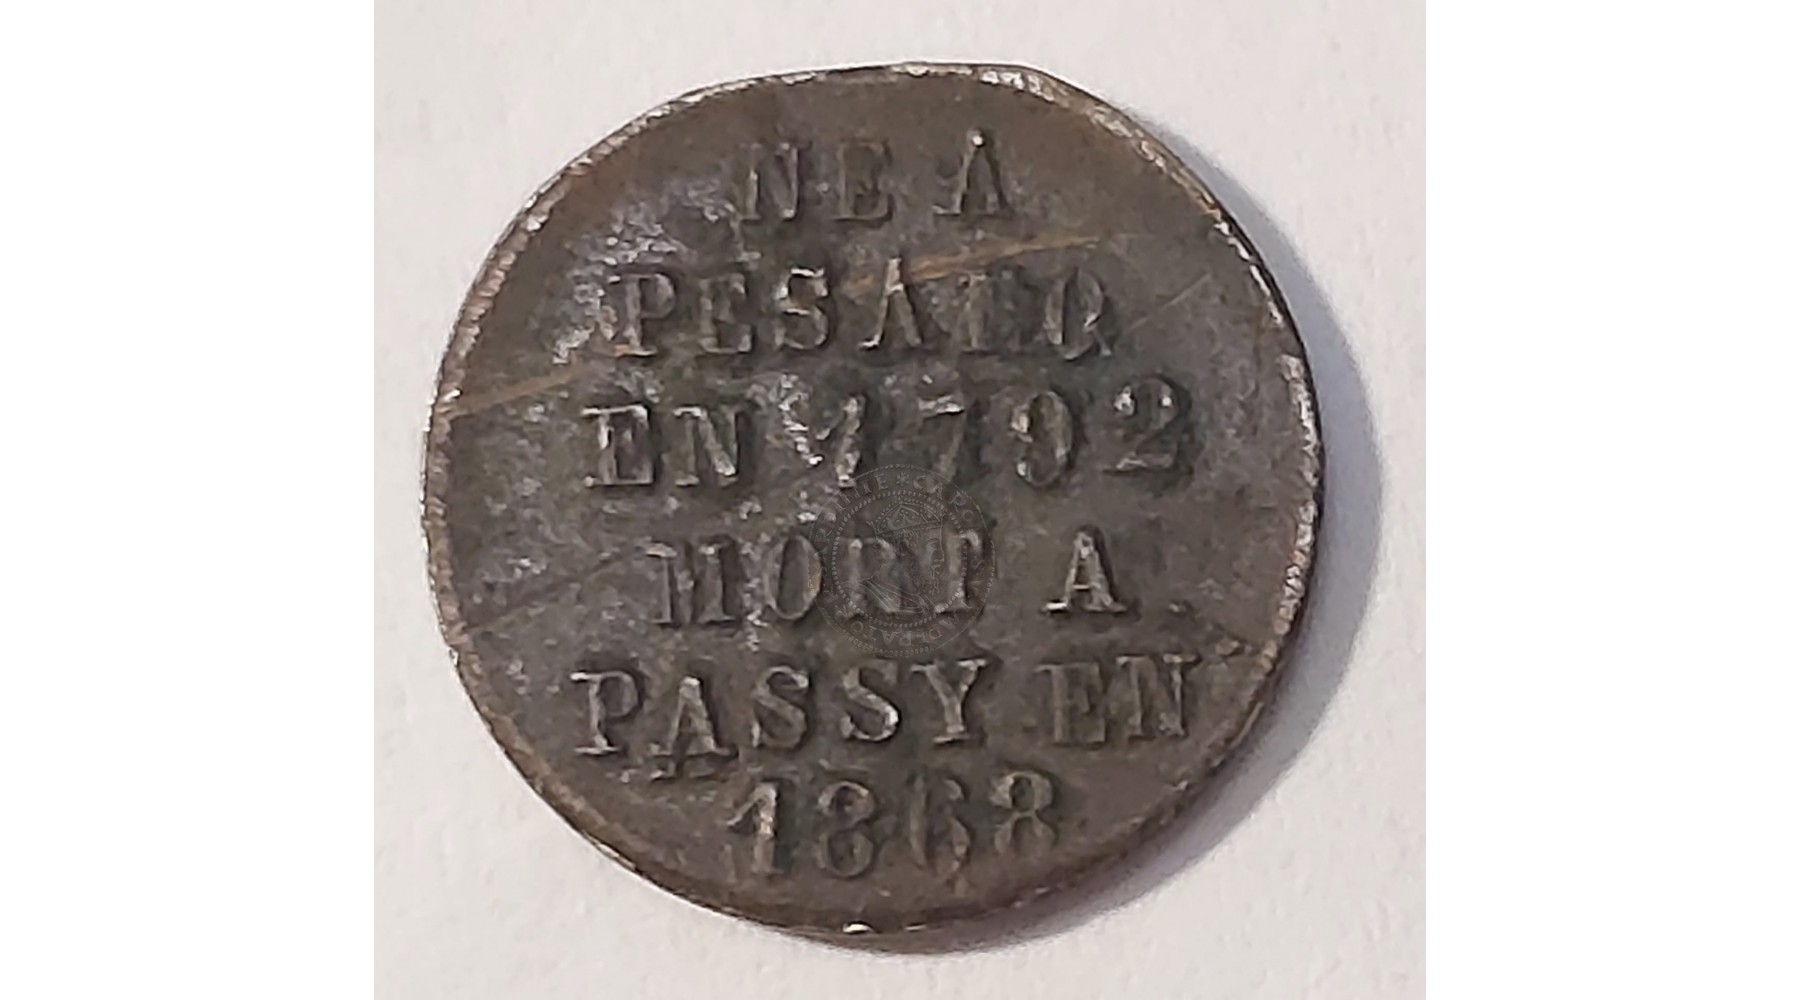 NE A
PESARO
EN 1792
MORT A
PASSY EN
1868